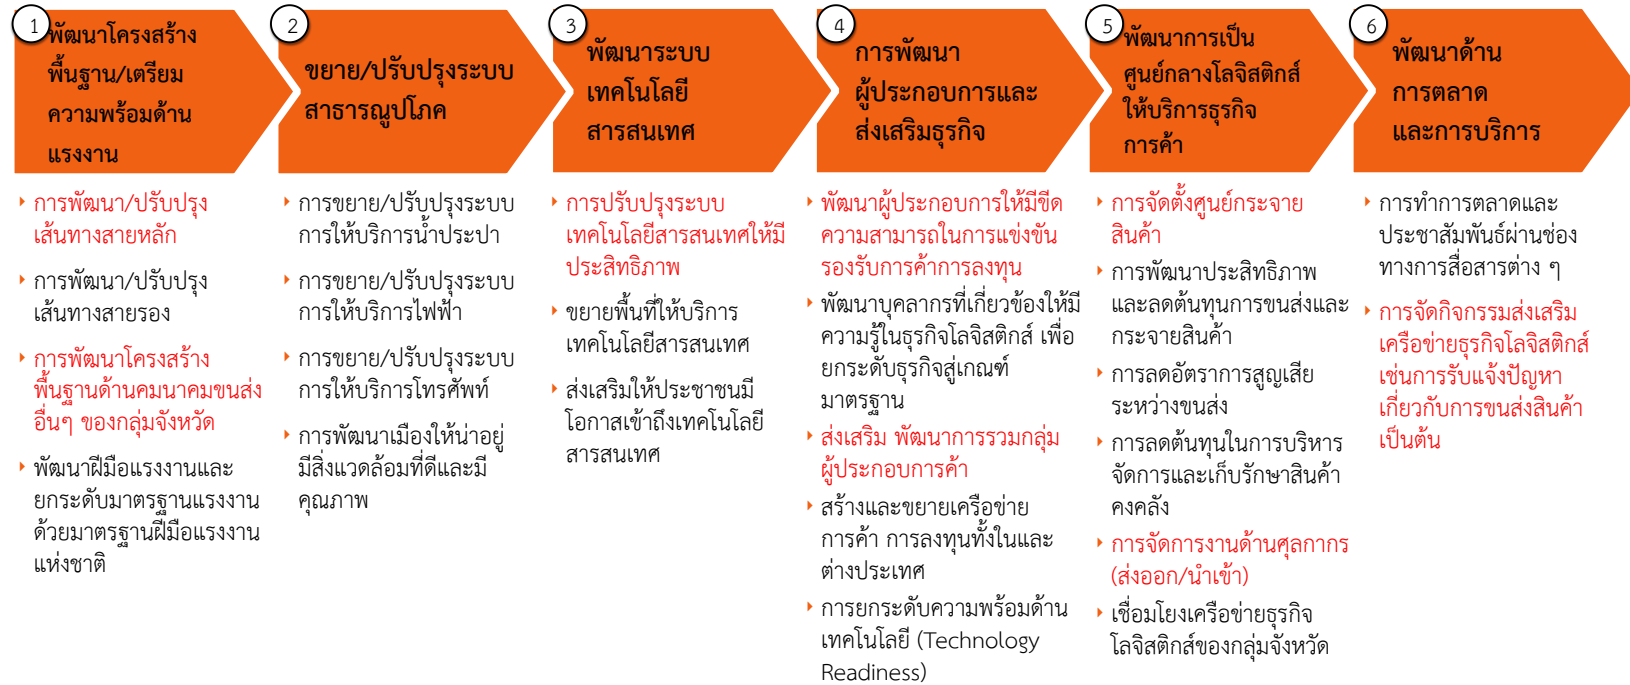 1
พัฒนาโครงสร้าง
พื้นฐาน/เตรียม
ความพร้อมด้าน
แรงงาน
การพัฒนา/ปรับปรุง
เส้นทางสายหลัก
การพัฒนา/ปรับปรุง
เส้นทางสายรอง
การพัฒนาโครงสร้าง
พื้นฐานด้านคมนาคมขนส่ง
อื่นๆ ของกลุ่มจังหวัด
พัฒนาฝีมือแรงงานและ
ยกระดับมาตรฐานแรงงาน
ด้วยมาตรฐานฝีมือแรงงาน
แห่งชาติ
2
ขยาย/ปรับปรุงระบบ
สาธารณูปโภค
การขยาย/ปรับปรุงระบบ
การให้บริการน้ำประปา
การขยาย/ปรับปรุงระบบ
การให้บริการไฟฟ้า
การขยาย/ปรับปรุงระบบ
การให้บริการโทรศัพท์
การพัฒนาเมืองให้น่าอยู่
มีสิ่งแวดล้อมที่ดีและมี
คุณภาพ
3
พัฒนาระบบ
เทคโนโลยี
สารสนเทศ
การปรับปรุงระบบ
เทคโนโลยีสารสนเทศให้มี
ประสิทธิภาพ
ขยายพื้นที่ให้บริการ
เทคโนโลยีสารสนเทศ
ส่งเสริมให้ประชาชนมี
โอกาสเข้าถึงเทคโนโลยี
สารสนเทศ
4
การพัฒนา
ผู้ประกอบการและ
ส่งเสริมธุรกิจ
พัฒนาผู้ประกอบการให้มีขีด
ความสามารถในการแข่งขัน
รองรับการค้าการลงทุน
พัฒนาบุคลากรที่เกี่ยวข้องให้มี
ความรู้ในธุรกิจโลจิสติกส์ เพื่อ
ยกระดับธุรกิจสู่เกณฑ์
มาตรฐาน
ส่งเสริม พัฒนาการรวมกลุ่ม
ผู้ประกอบการค้า
สร้างและขยายเครือข่าย
การค้า การลงทุนทั้งในและ
ต่างประเทศ
การยกระดับความพร้อมด้าน
เทคโนโลยี (Technology
Readiness)
5
พัฒนาการเป็น
ศูนย์กลางโลจิสติกส์
ให้บริการธุรกิจ
การค้า
การจัดตั้งศูนย์กระจาย
สินค้า
การพัฒนาประสิทธิภาพ
และลดต้นทุนการขนส่งและ
กระจายสินค้า
การลดอัตราการสูญเสีย
ระหว่างขนส่ง
การลดต้นทุนในการบริหาร
จัดการและเก็บรักษาสินค้า
คงคลัง
การจัดการงานด้านศุลกากร
(ส่งออก/นำเข้า)
เชื่อมโยงเครือข่ายธุรกิจ
โลจิสติกส์ของกลุ่มจังหวัด
6
พัฒนาด้าน
การตลาด
และการบริการ
การทำการตลาดและ
ประชาสัมพันธ์ผ่านช่อง
ทางการสื่อสารต่าง ๆ
การจัดกิจกรรมส่งเสริม
เครือข่ายธุรกิจโลจิสติกส์
เช่นการรับแจ้งปัญหา
เกี่ยวกับการขนส่งสินค้า
เป็นต้น